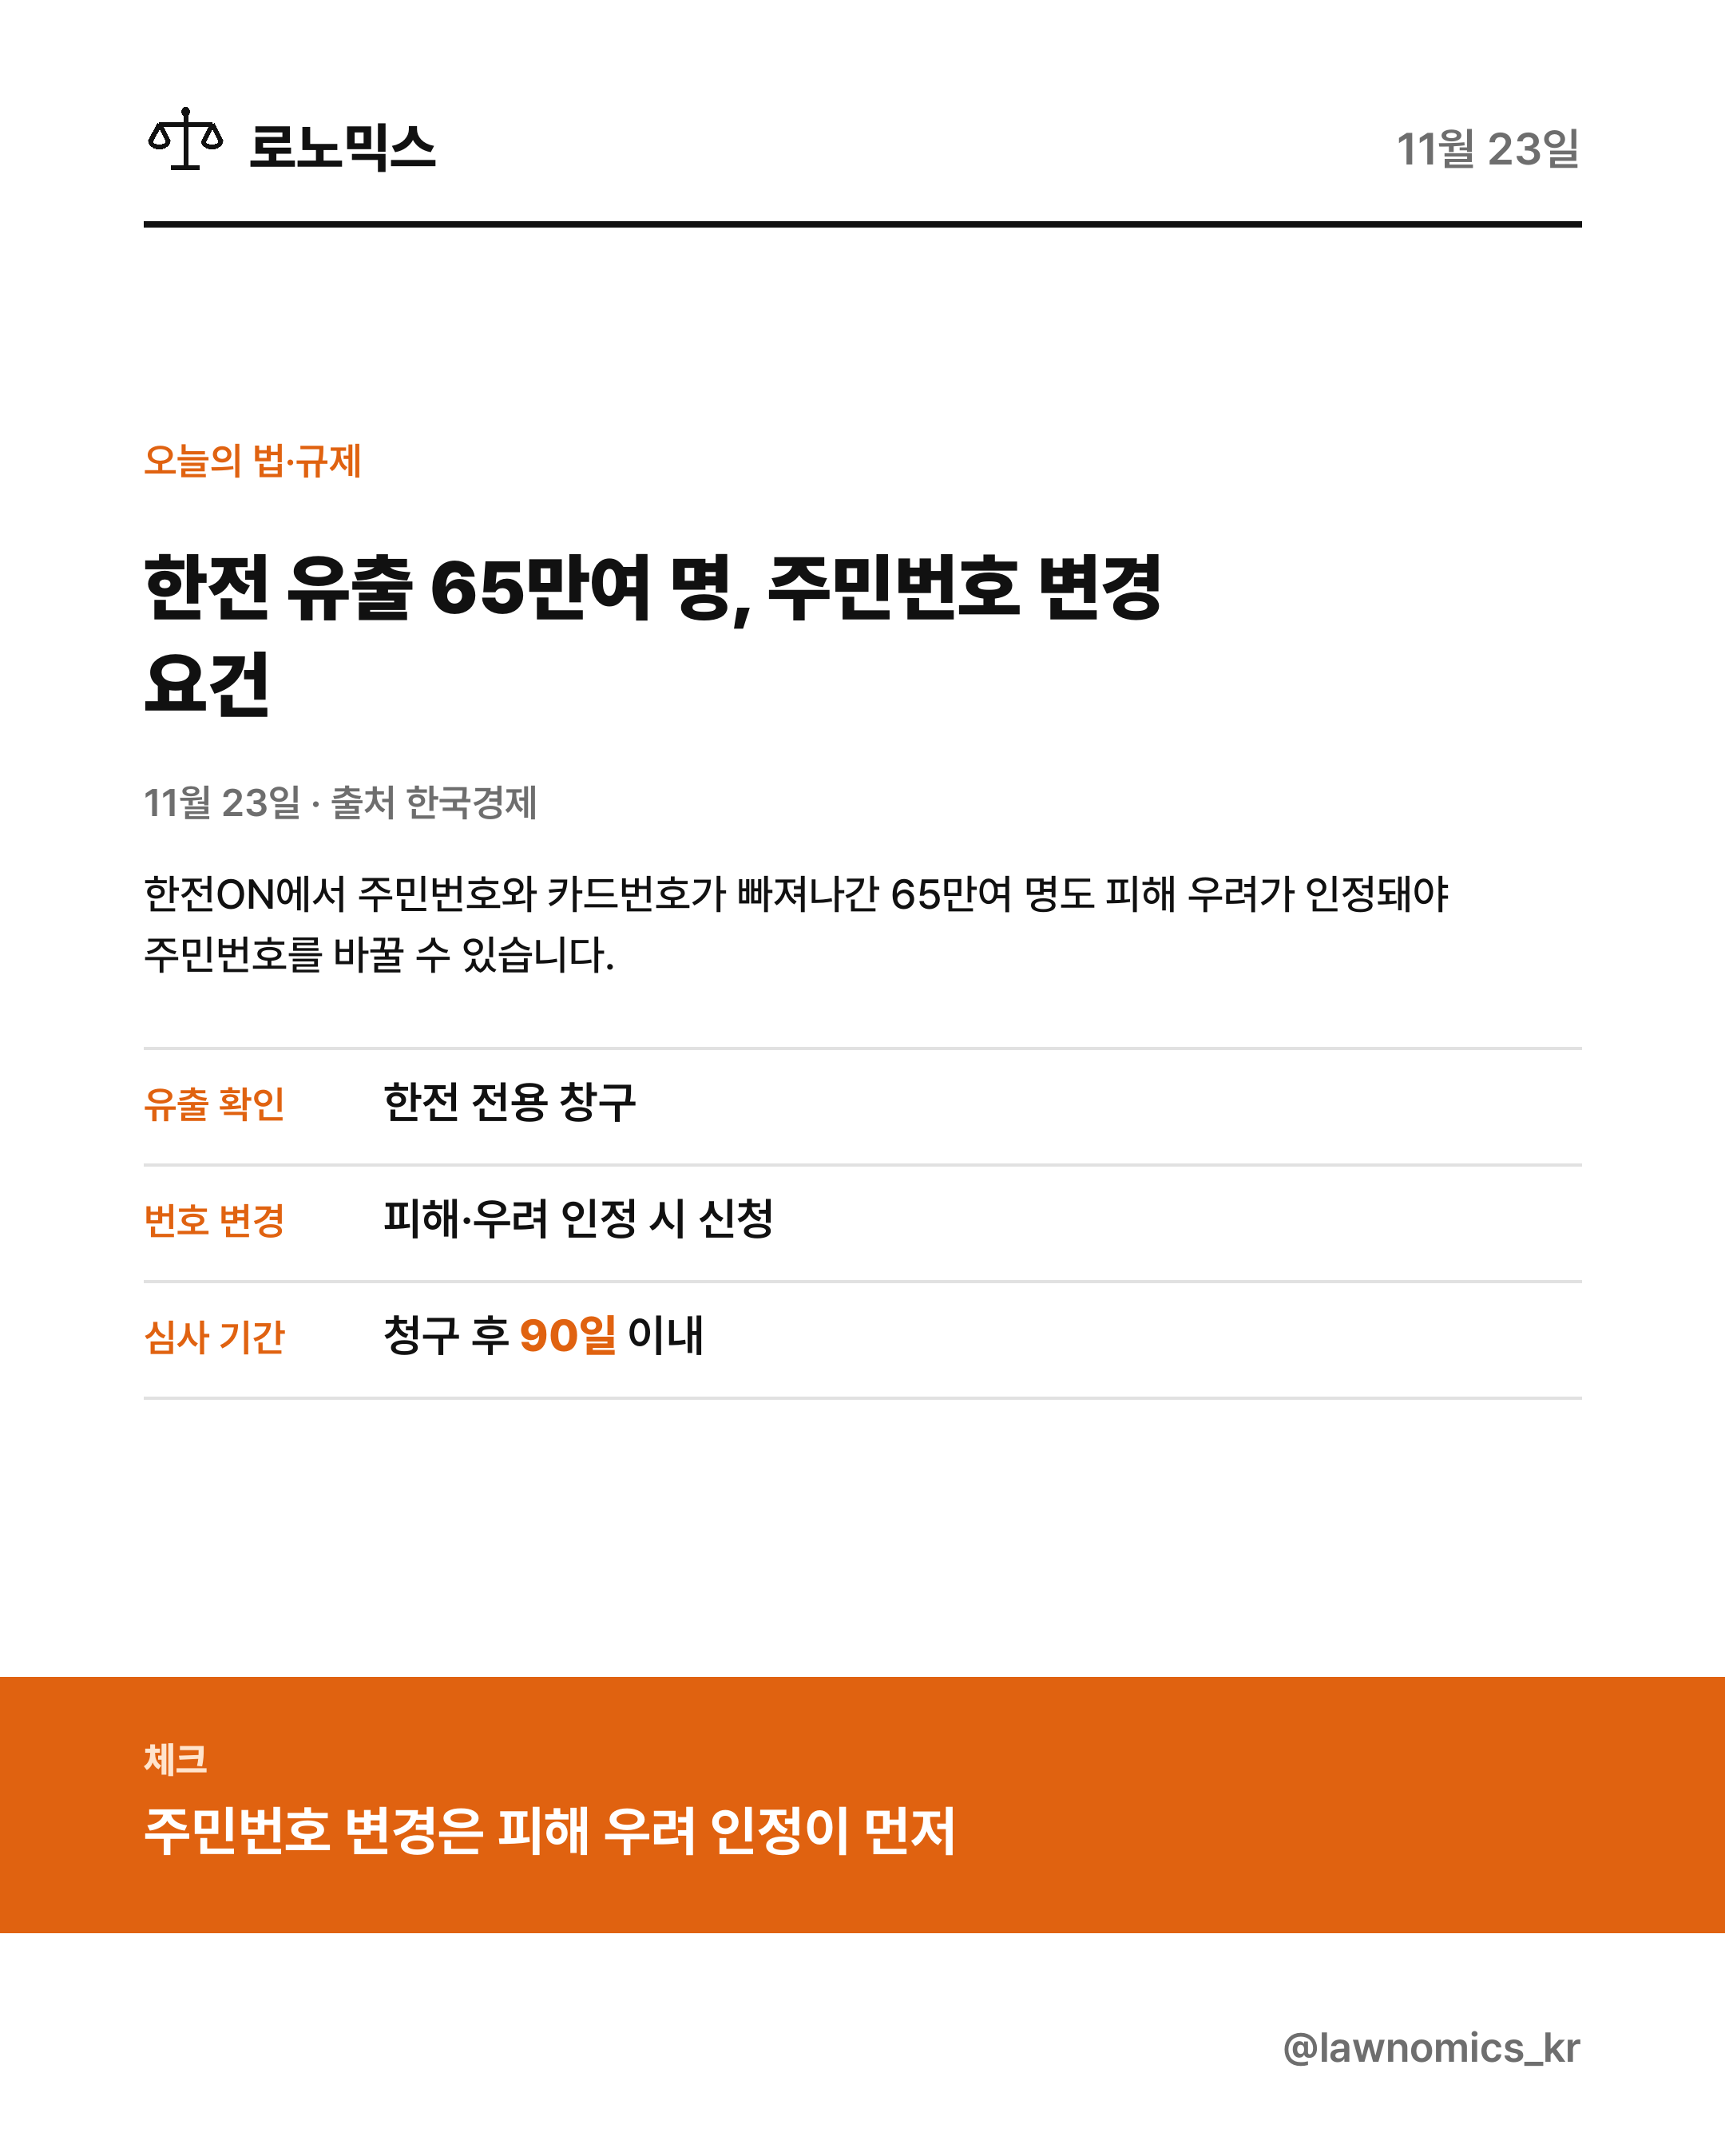 로노믹스
11월 23일
오늘의 법·규제
한전 유출 65만여 명, 주민번호 변경
요건
11월 23일 · 출처 한국경제
한전ON에서 주민번호와 카드번호가 빠져나간 65만여 명도 피해 우려가 인정돼야
주민번호를 바꿀 수 있습니다.
유출 확인 한전 전용 창구
번호 변경 피해·우려 인정 시 신청
심사 기간 청구 후 90일 이내
체크
주민번호 변경은 피해 우려 인정이 먼저
@lawnomics_kr